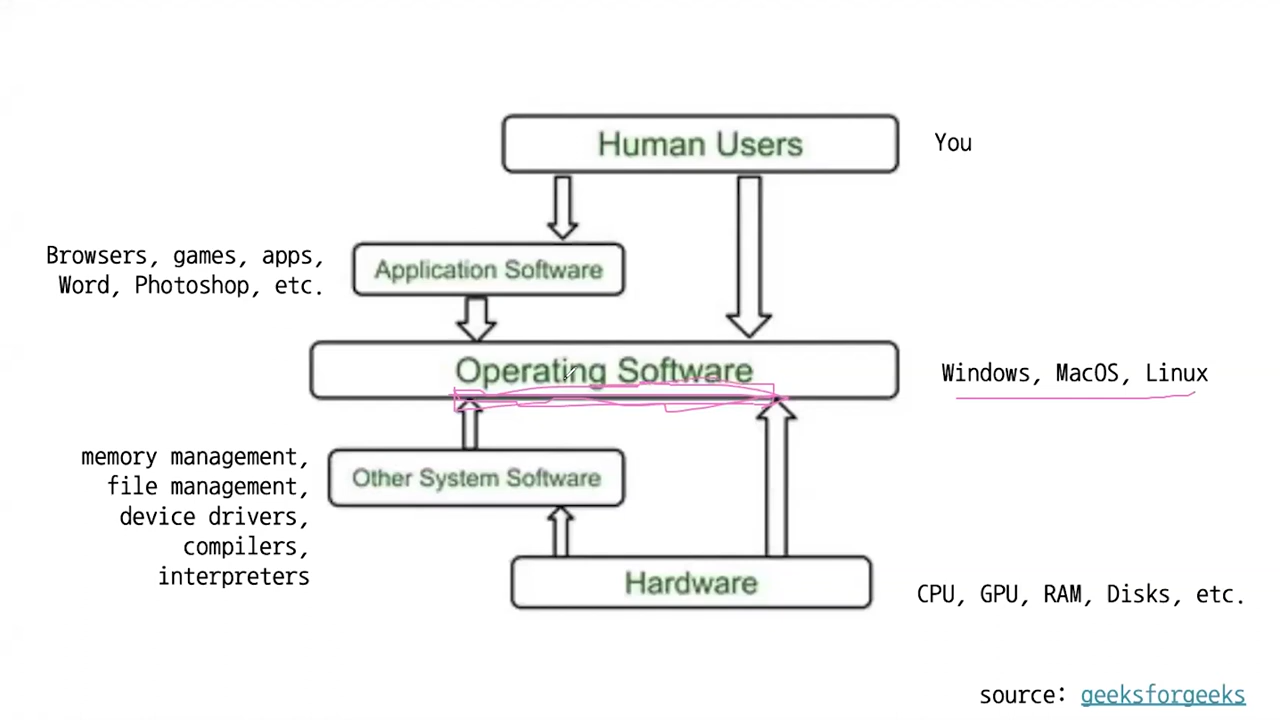 Human Users
You
Browsers, games, apps,
Word, Photoshop, etc.
Application Software
Operating Software
Windows, MacOS, Linux
memory management,
file management,
device drivers,
compilers,
interpreters
Other System Software
Hardware
CPU, GPU, RAM, Disks, etc.
source: geeksforgeeks